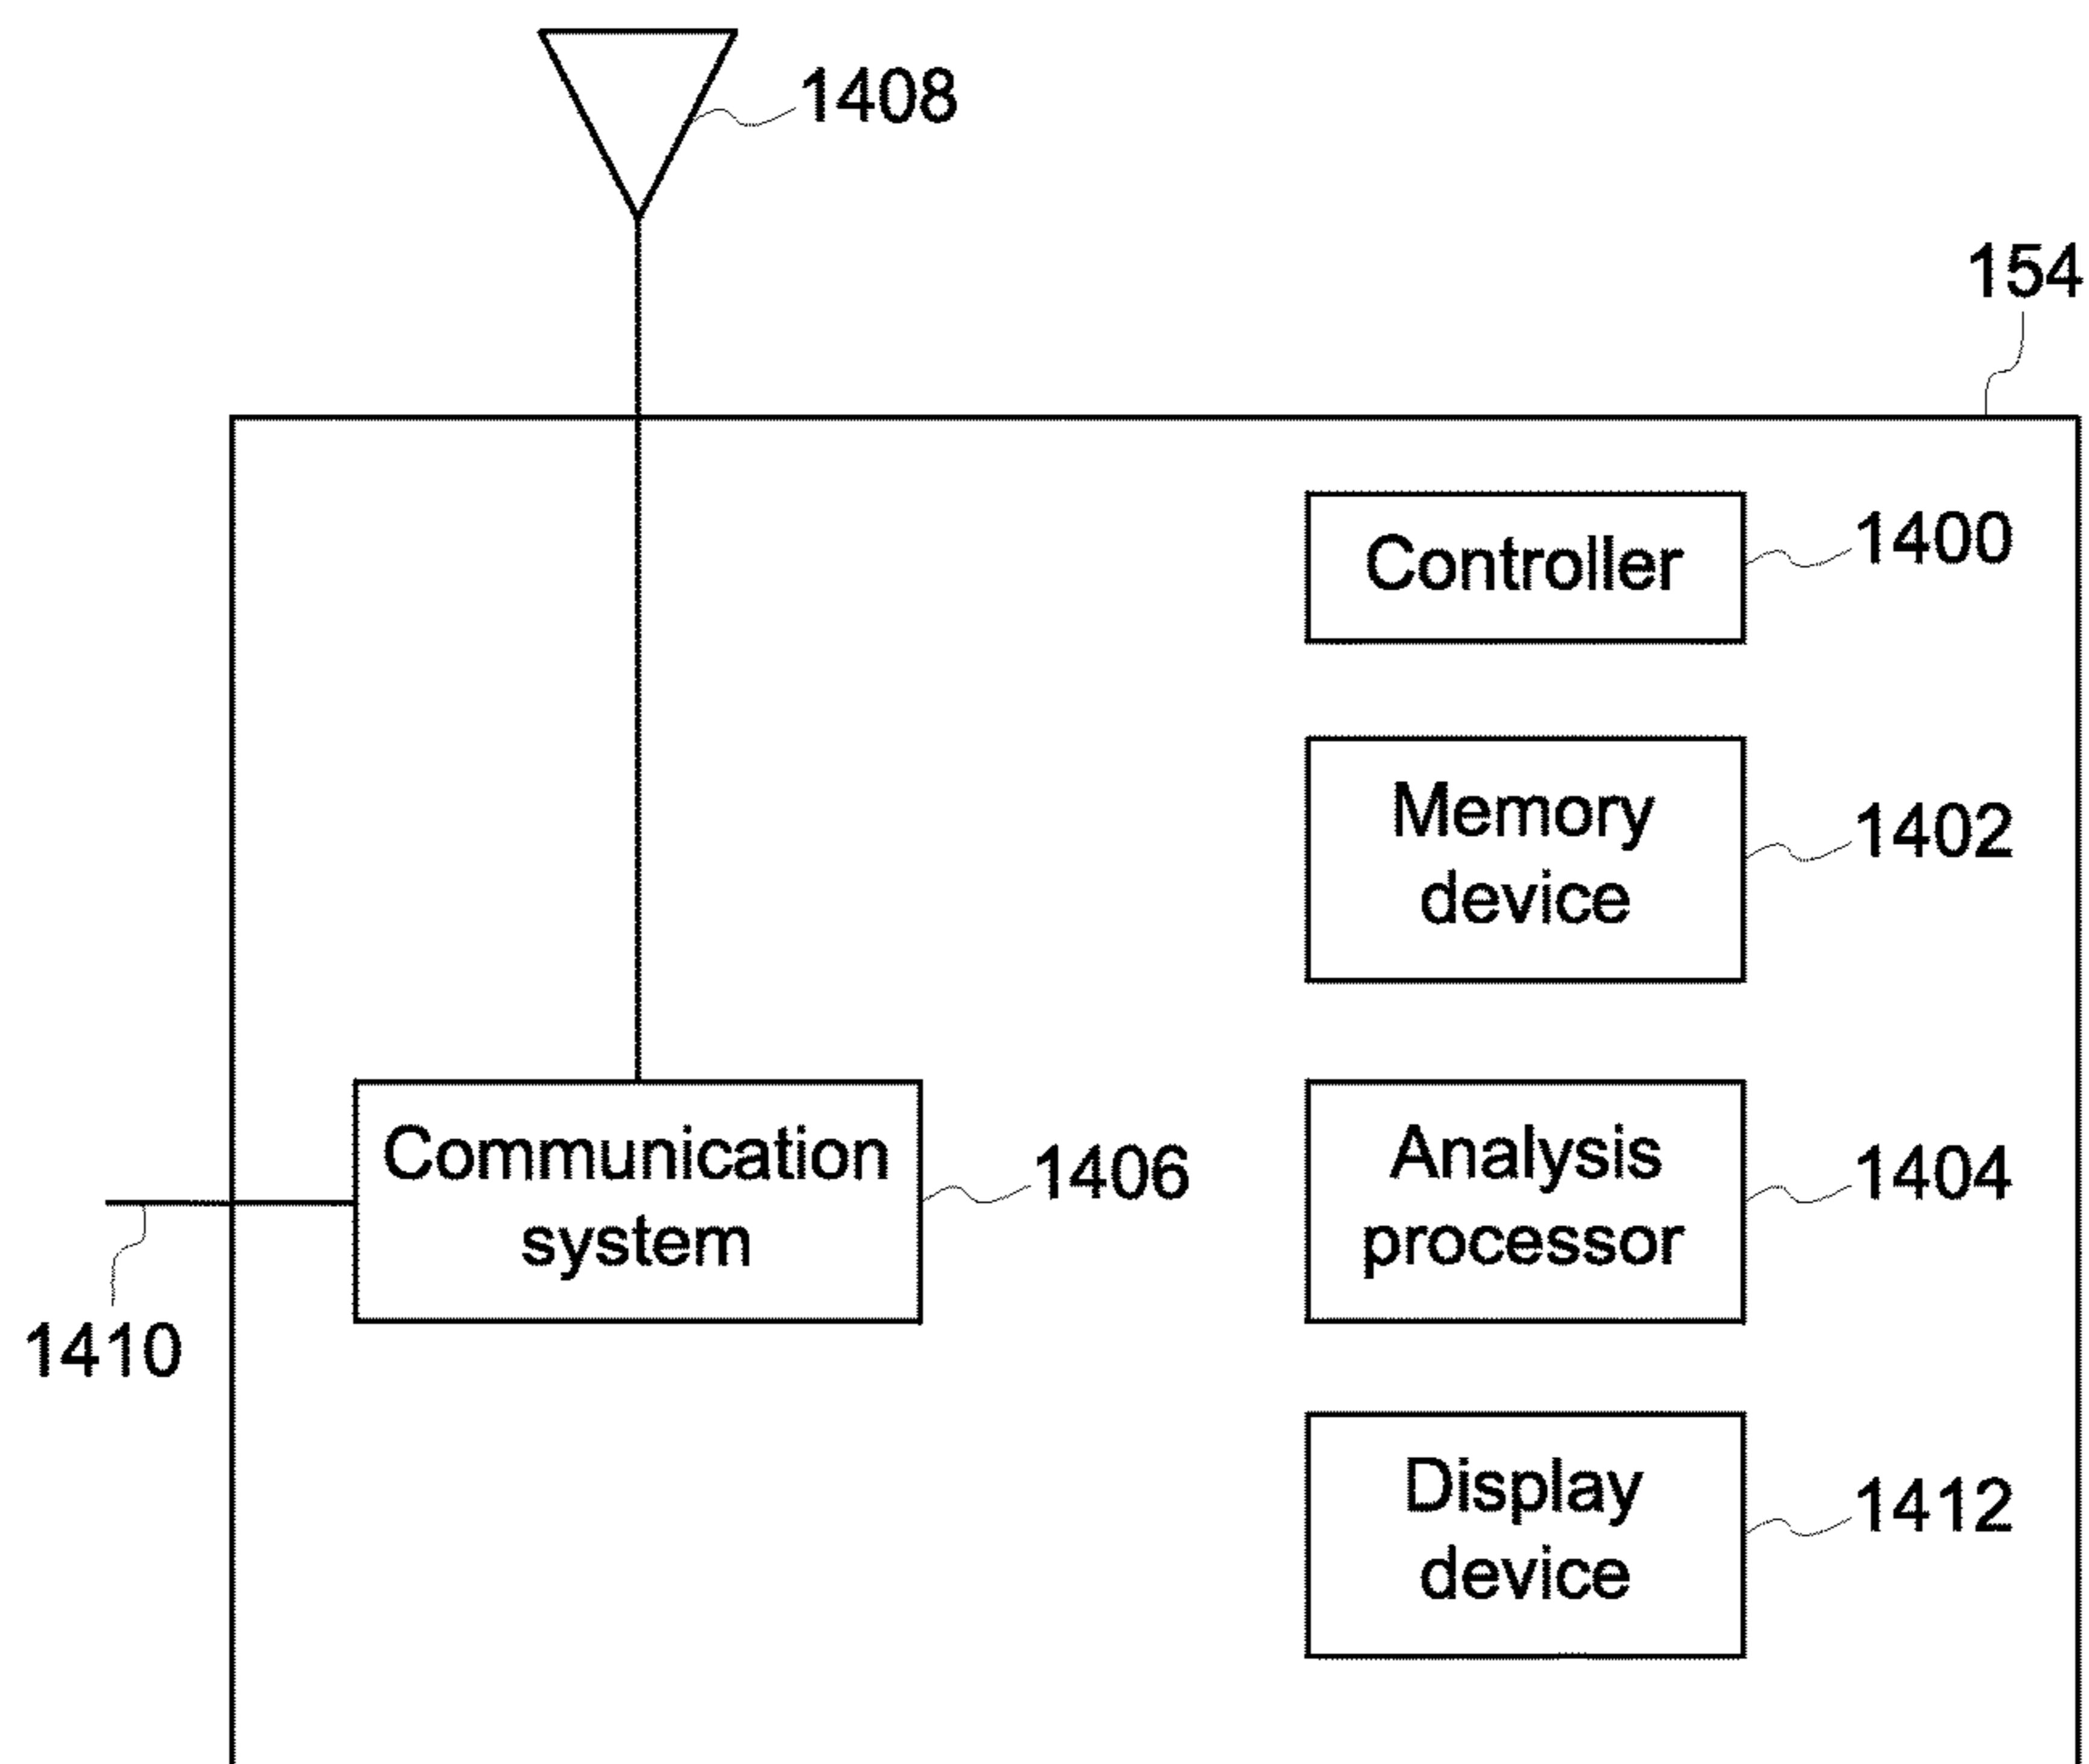 1408
154
Controller
1400
Memory
device
1402
Communication
system
1406
Analysis
processor
1404
1410
Display
device
1412